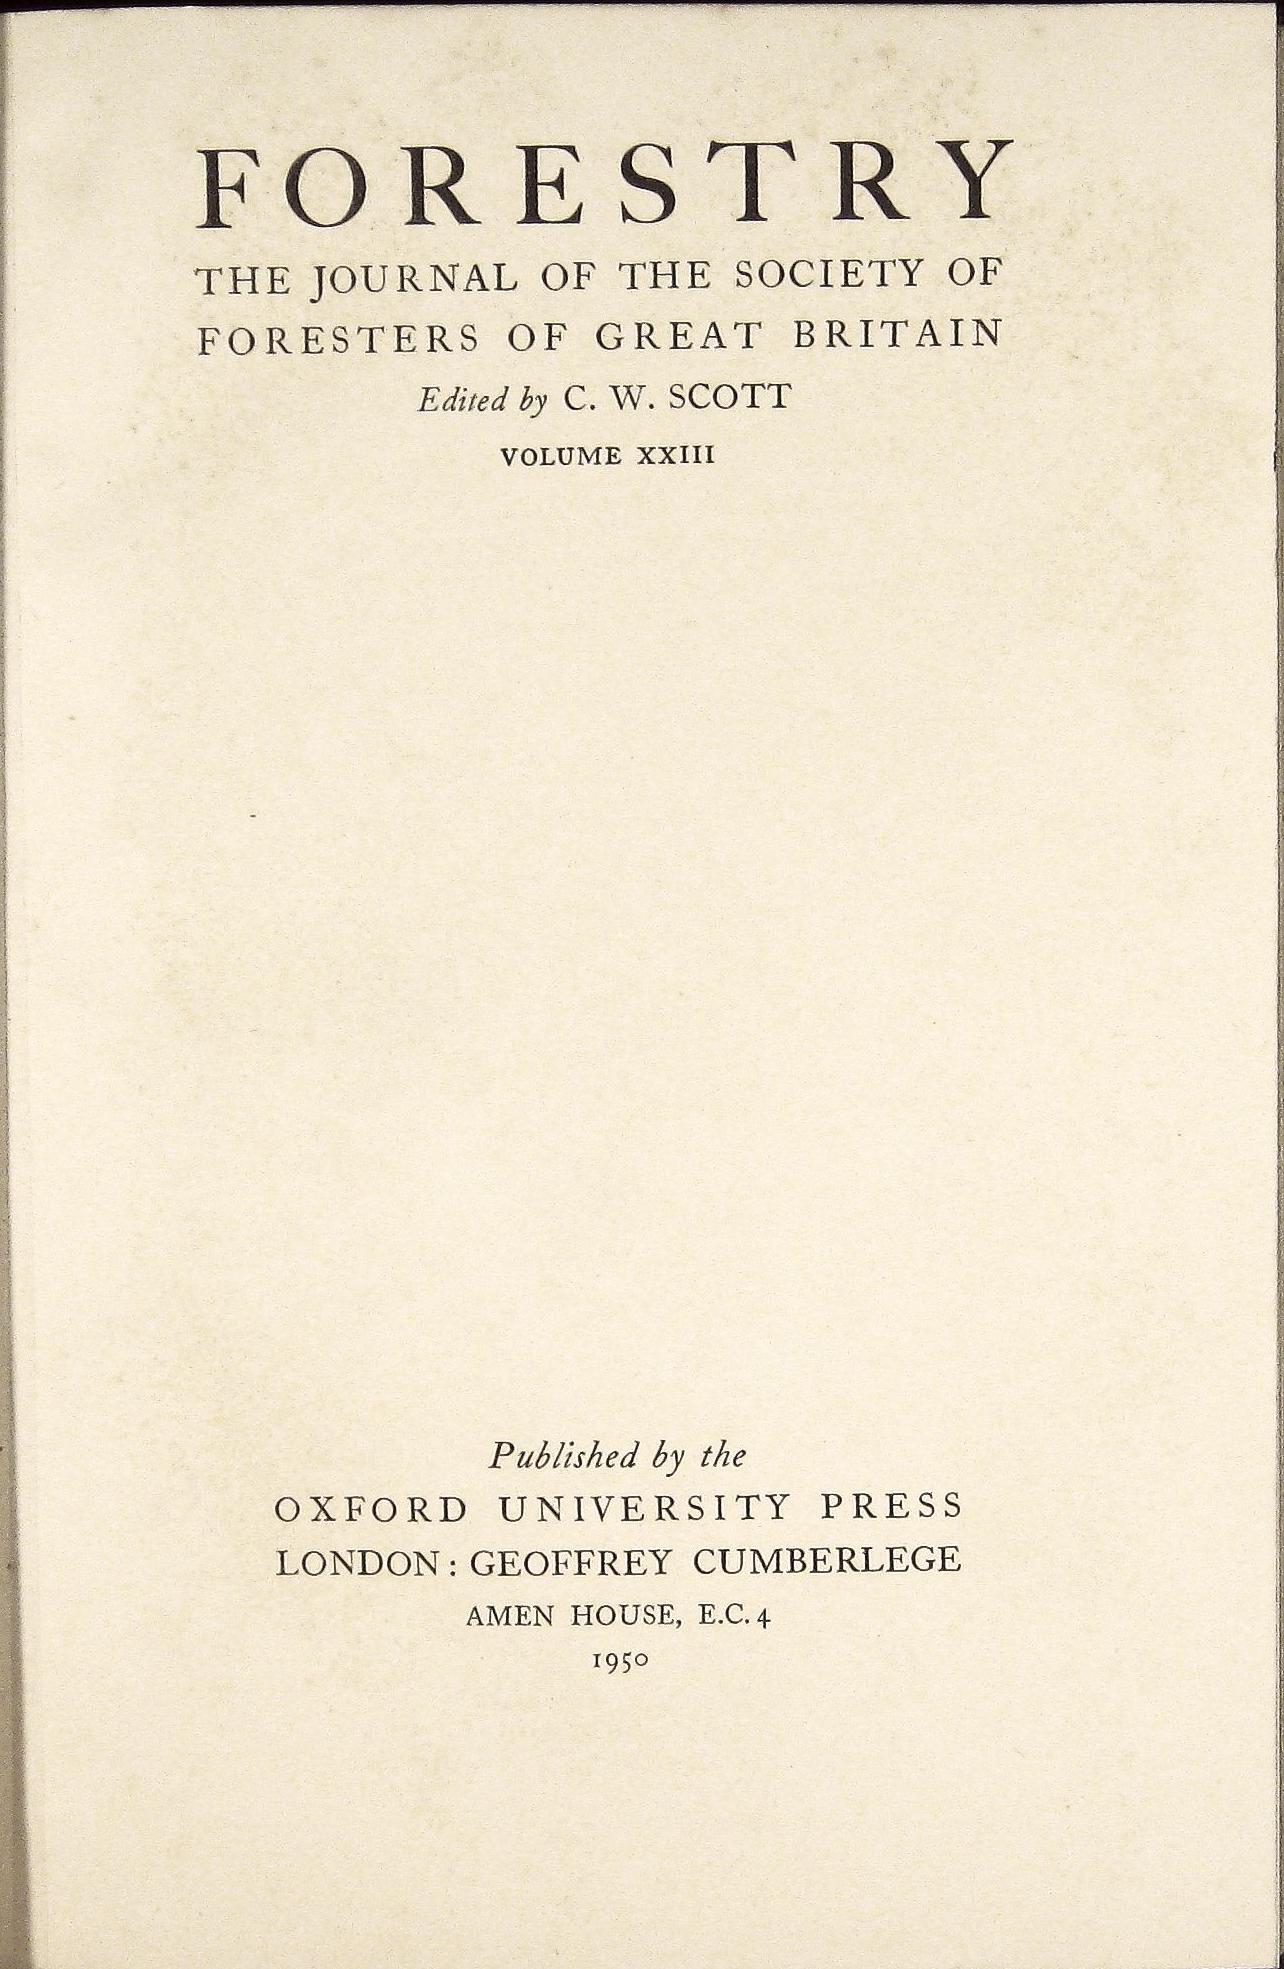 FORESTRY
THE JOURNAL OF THE SOCIETY OF
FORESTERS OF GREAT BRITAIN
Edited by C. W. SCOTT
VOLUME XXIII
Published by the
OXFORD UNIVERSITY PRESS
LONDON: GEOFFREY CUMBERLEGE
AMEN HOUSE, E.C. 4
1950